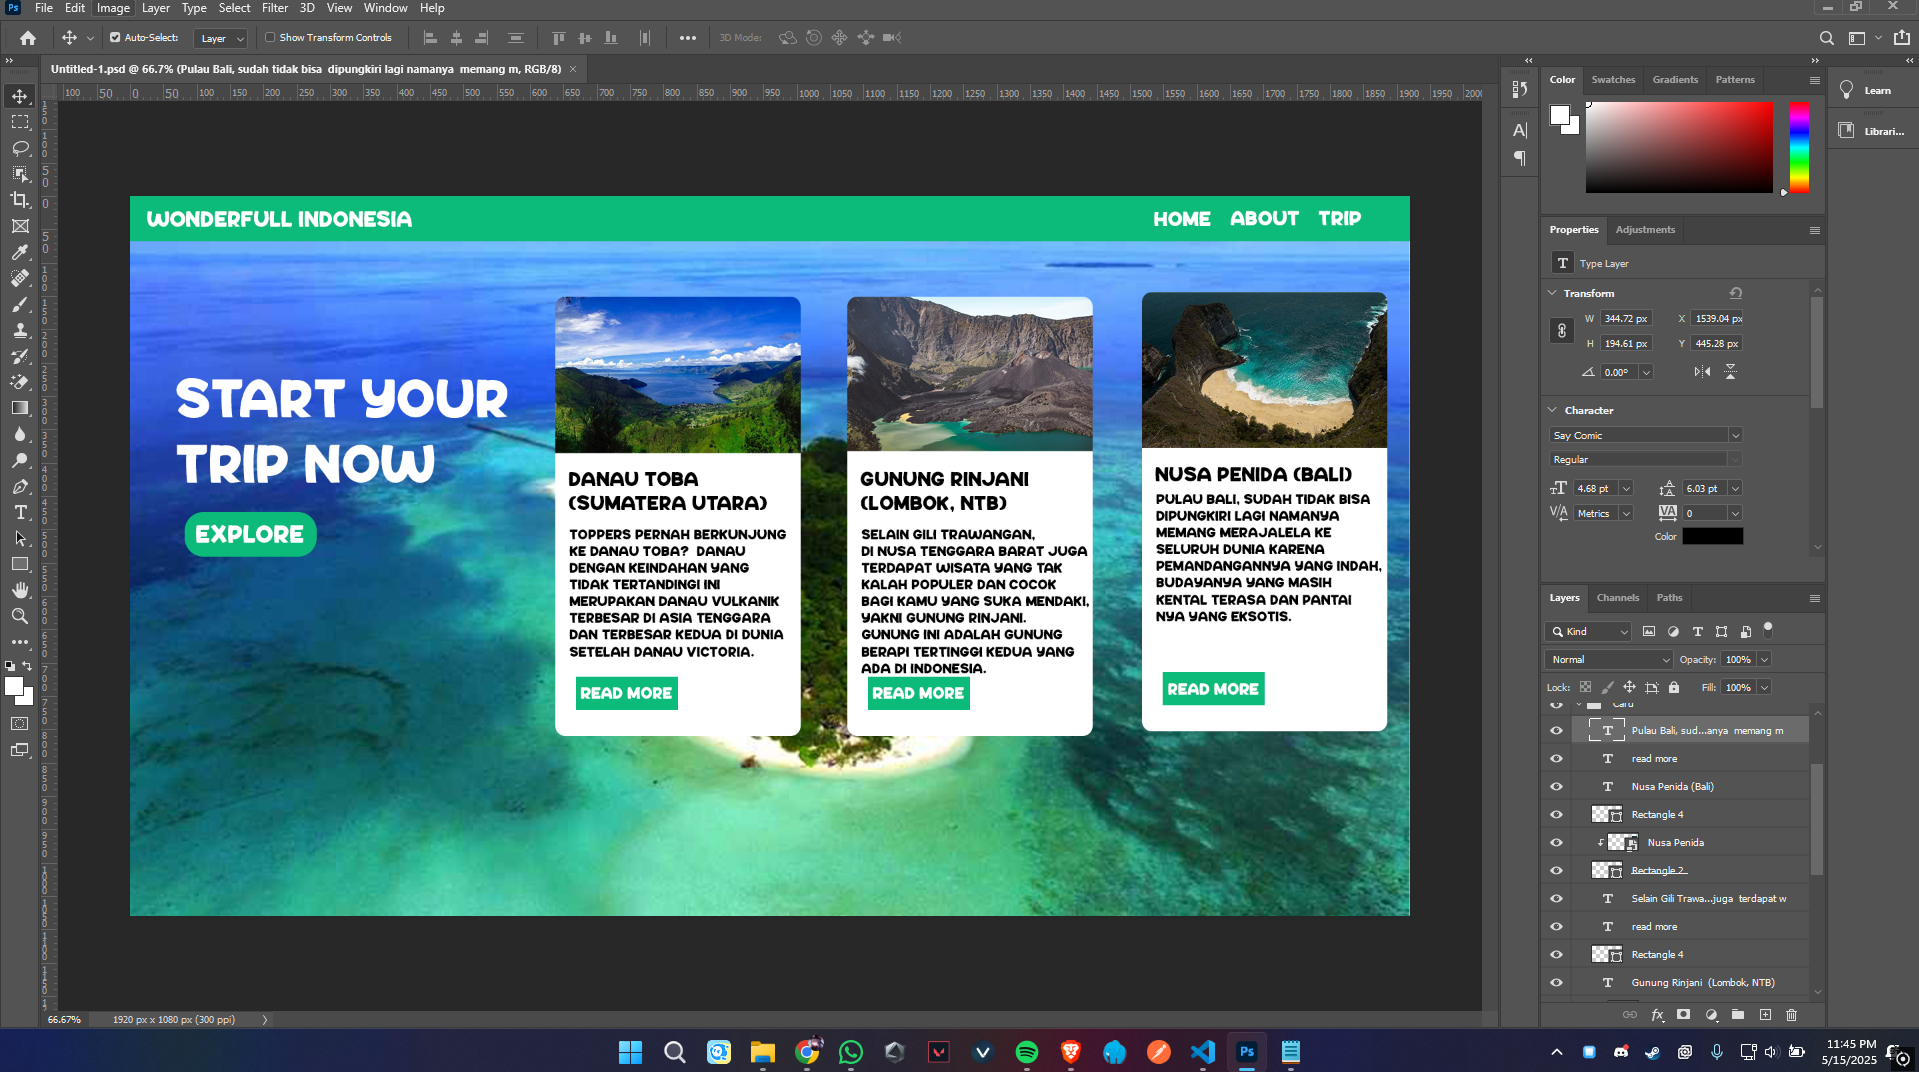 File Edit Image Layer Type Select Filter 3D View Window Help
Auto-Select: Layer Show Transform Controls 3D Mode:
Untitled-1.psd @ 66.7% (Pulau Bali, sudah tidak bisa  dipungkiri lagi namanya  memang m, RGB/8)
WONDERFULL INDONESIA
HOME ABOUT TRIP
START YOUR
TRIP NOW
EXPLORE
DANAU TOBA
(SUMATERA UTARA)
TOPPERS PERNAH BERKUNJUNG
KE DANAU TOBA?  DANAU
DENGAN KEINDAHAN YANG
TIDAK TERTANDINGI INI
MERUPAKAN DANAU VULKANIK
TERBESAR DI ASIA TENGGARA
DAN TERBESAR KEDUA DI DUNIA
SETELAH DANAU VICTORIA.
READ MORE
GUNUNG RINJANI
(LOMBOK, NTB)
SELAIN GILI TRAWANGAN,
DI NUSA TENGGARA BARAT JUGA
TERDAPAT WISATA YANG TAK
KALAH POPULER DAN COCOK
BAGI KAMU YANG SUKA MENDAKI,
YAKNI GUNUNG RINJANI.
GUNUNG INI ADALAH GUNUNG
BERAPI TERTINGGI KEDUA YANG
ADA DI INDONESIA.
READ MORE
NUSA PENIDA (BALI)
PULAU BALI, SUDAH TIDAK BISA
DIPUNGKIRI LAGI NAMANYA
MEMANG MERAJALELA KE
SELURUH DUNIA KARENA
PEMANDANGANNYA YANG INDAH,
BUDAYANYA YANG MASIH
KENTAL TERASA DAN PANTAI
NYA YANG EKSOTIS.
READ MORE
66.67% 1920 px x 1080 px (300 ppi)
Color Swatches Gradients Patterns
Learn
Librari...
Properties Adjustments
Type Layer
Transform
W 344.72 px X 1539.04 px
H 194.61 px Y 445.28 px
0.00°
Character
Say Comic
Regular
4.68 pt 6.03 pt
Metrics 0
Color
Layers Channels Paths
Kind
Normal Opacity: 100%
Lock: Fill: 100%
Card
Pulau Bali, sud...anya  memang m
read more
Nusa Penida (Bali)
Rectangle 4
Nusa Penida
Rectangle 2
Selain Gili Trawa...juga  terdapat w
read more
Rectangle 4
Gunung Rinjani  (Lombok, NTB)
11:45 PM
5/15/2025